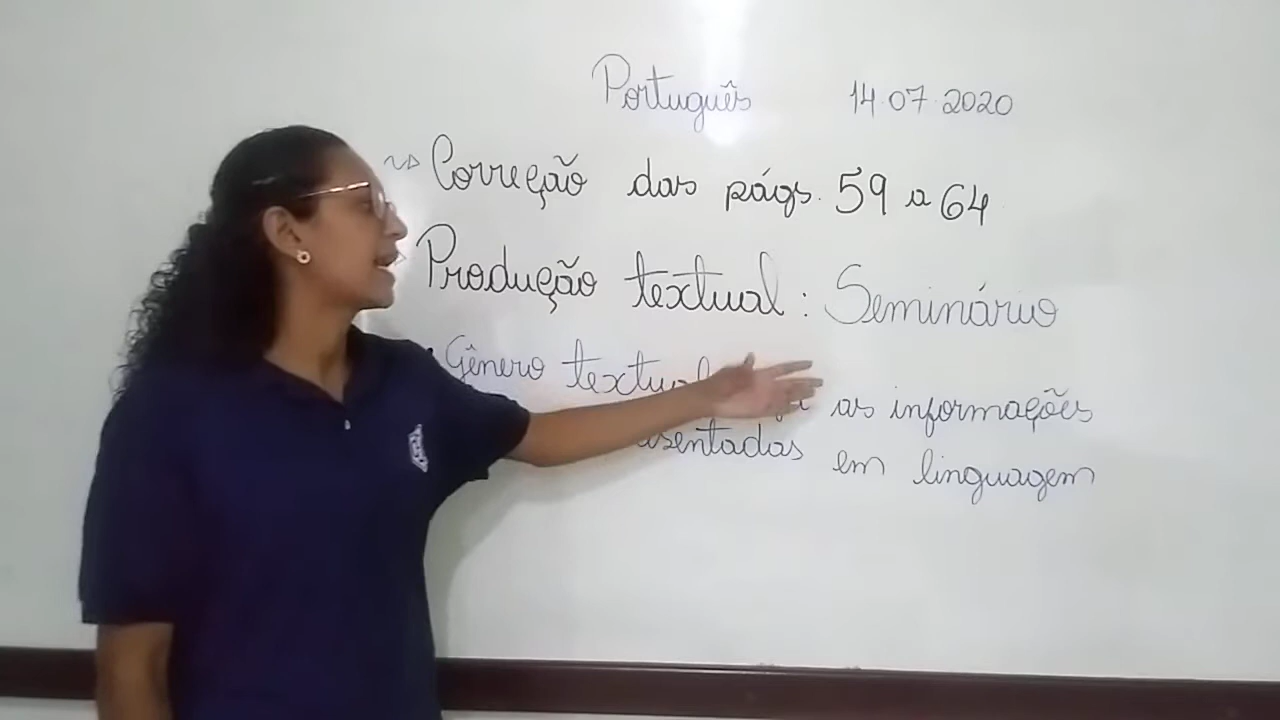 Português 14.07.2020
Correção das págs. 59 a 64
Produção textual: Seminário
• Gênero textual as informações
em linguagem